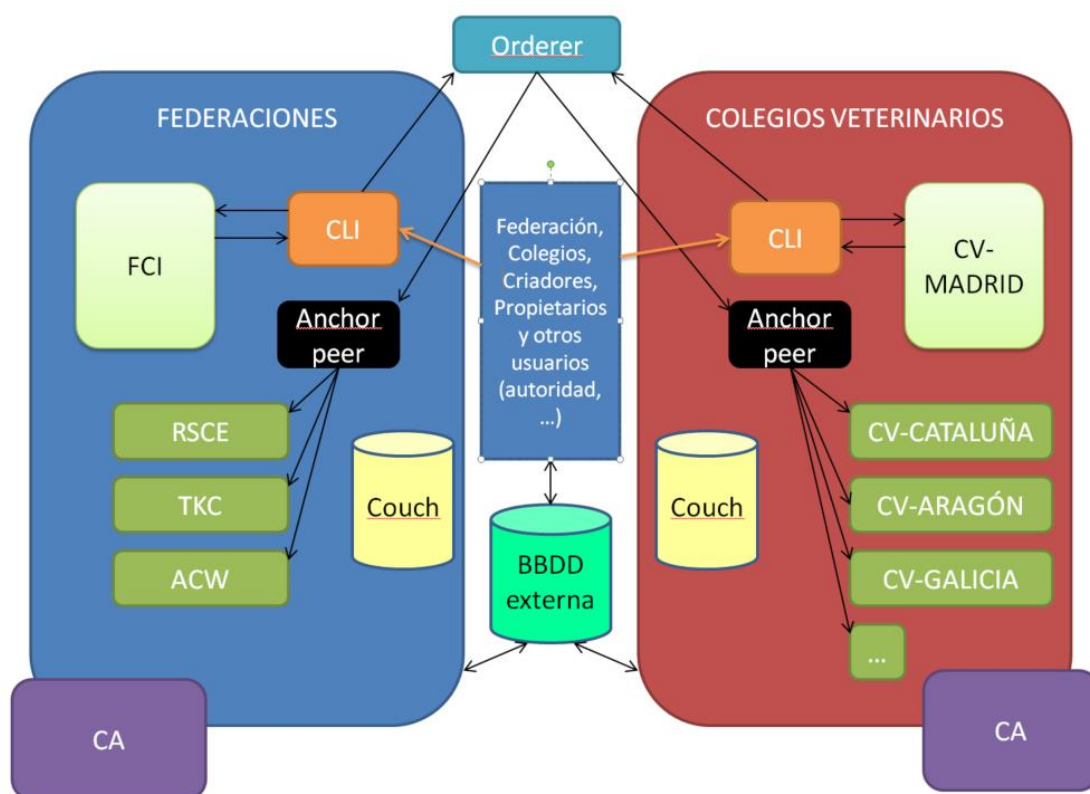 Orderer
FEDERACIONES
FCI
CLI
Anchor
peer
RSCE
TKC
ACW
Couch
CA
Federación,
Colegios,
Criadores,
Propietarios
y otros
usuarios
(autoridad,
…)
BBDD
externa
COLEGIOS VETERINARIOS
CLI
CV-
MADRID
Anchor
peer
Couch
CV-CATALUÑA
CV-ARAGÓN
CV-GALICIA
...
CA